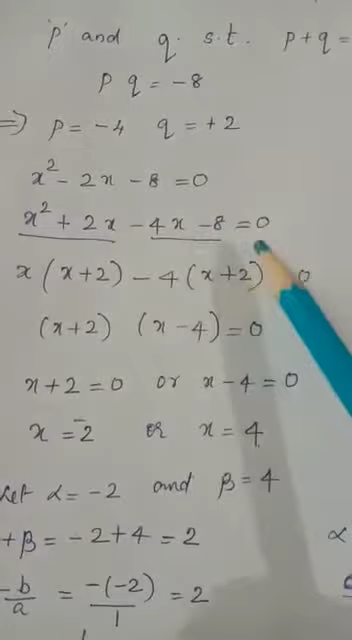 'p' and q s.t. p + q =
p q = -8
=> p = -4 q = +2
x² - 2x - 8 = 0
x² + 2x - 4x - 8 = 0
x(x+2) - 4(x+2) 0
(x+2) (x-4) = 0
x+2 = 0 or x-4 = 0
x = -2 or x = 4
Let α = -2 and β = 4
+ β = -2+4 = 2 α
-b/a = -(-2)/1 = 2